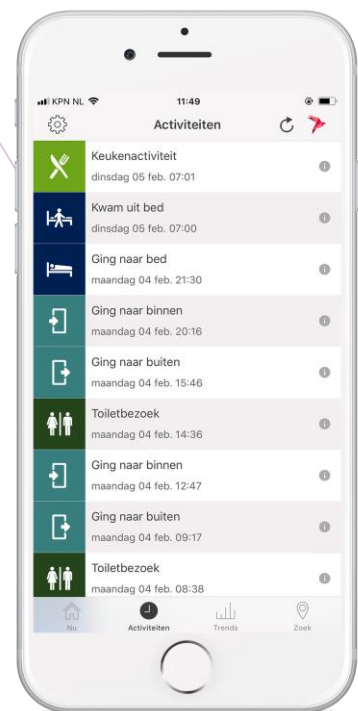 KPN NL
11:49
Activiteiten
Keukenactiviteit
dinsdag 05 feb. 07:01
Kwam uit bed
dinsdag 05 feb. 07:00
Ging naar bed
maandag 04 feb. 21:30
Ging naar binnen
maandag 04 feb. 20:16
Ging naar buiten
maandag 04 feb. 15:46
Toiletbezoek
maandag 04 feb. 14:36
Ging naar binnen
maandag 04 feb. 12:47
Ging naar buiten
maandag 04 feb. 09:17
Toiletbezoek
maandag 04 feb. 08:38
Nu Activiteiten Trends Zoek